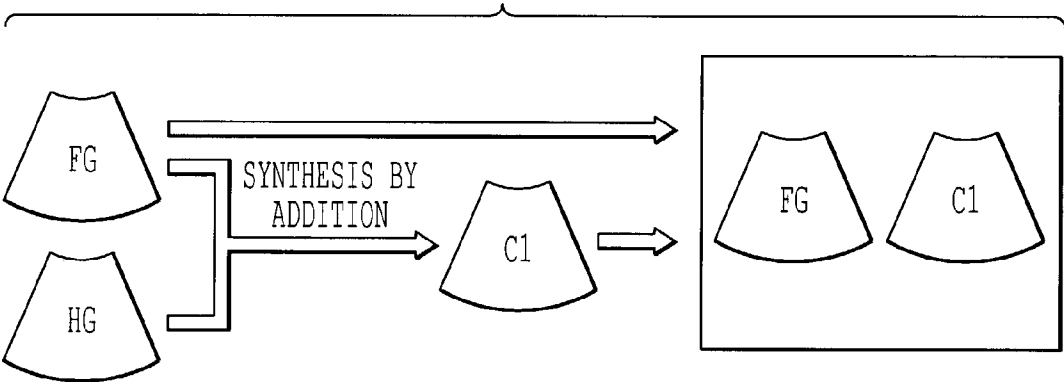 FG
SYNTHESIS BY
ADDITION
HG
C1
FG
C1